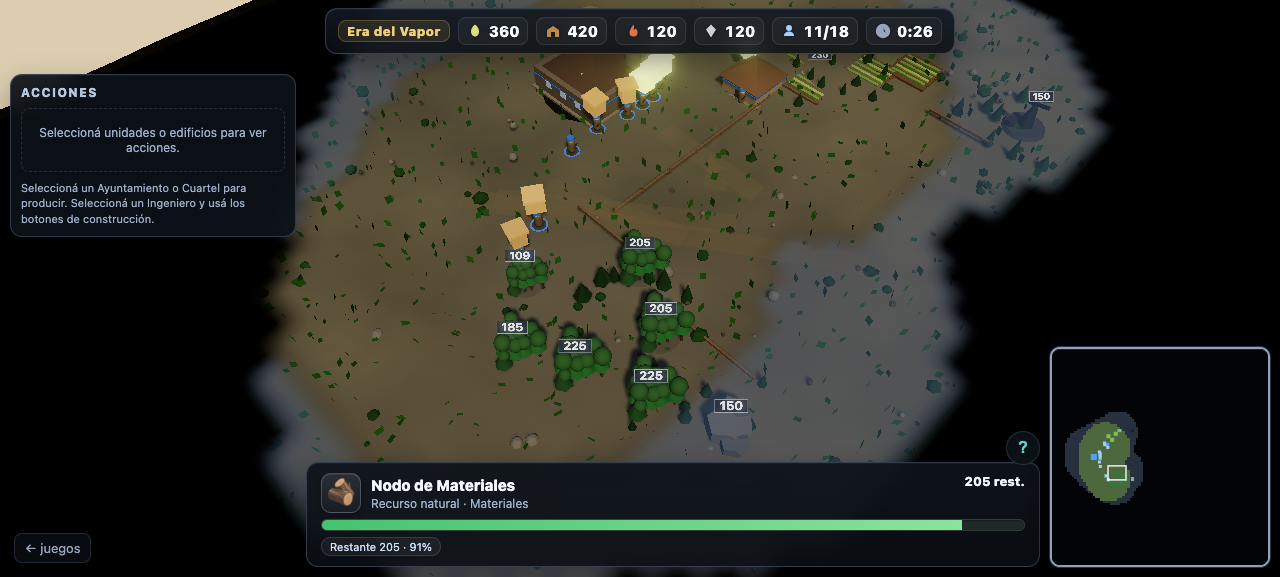 Era del Vapor 360 420 120 120 11/18 0:26
ACCIONES
Seleccioná unidades o edificios para ver
acciones.
Seleccioná un Ayuntamiento o Cuartel para
producir. Seleccioná un Ingeniero y usá los
botones de construcción.
230
150
205
109
205
185
225
225
150
?
Nodo de Materiales
205 rest.
Recurso natural · Materiales
Restante 205 · 91%
← juegos